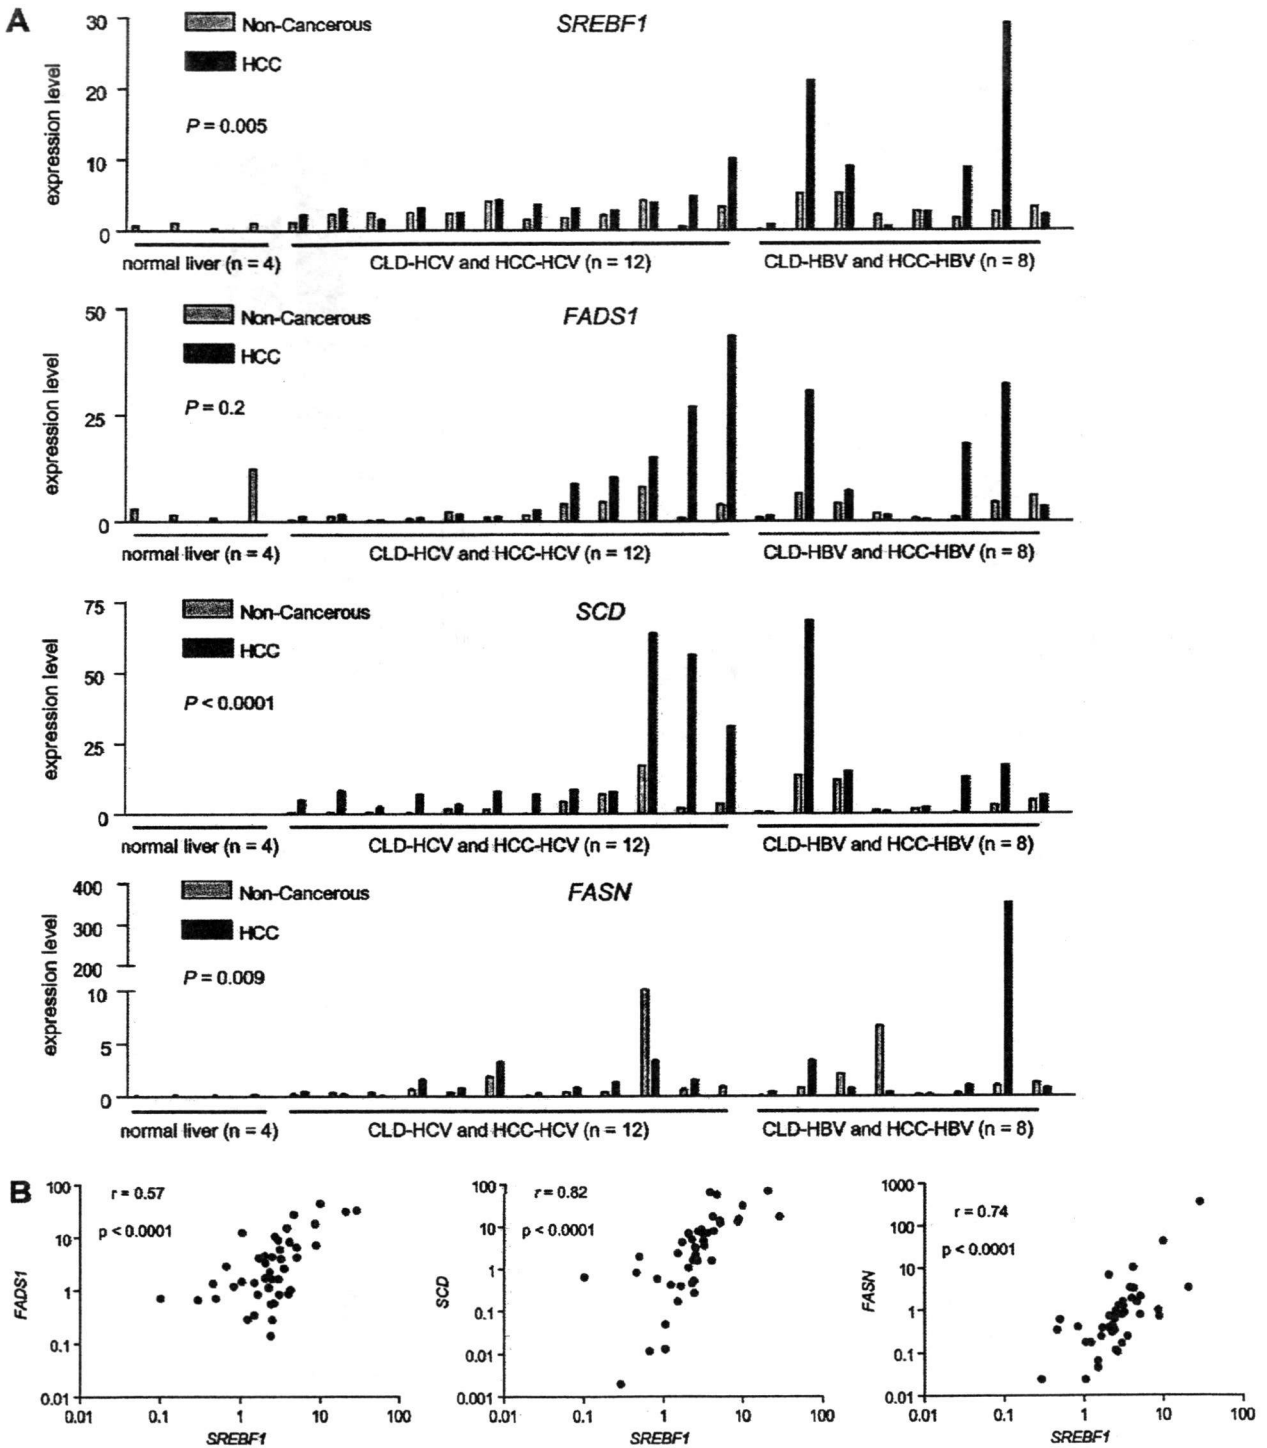 A
SREBF1
Non-Cancerous
HCC
P = 0.005
expression level
30
20
10
0
normal liver (n = 4)
CLD-HCV and HCC-HCV (n = 12)
CLD-HBV and HCC-HBV (n = 8)
FADS1
Non-Cancerous
HCC
P = 0.2
expression level
50
25
0
normal liver (n = 4)
CLD-HCV and HCC-HCV (n = 12)
CLD-HBV and HCC-HBV (n = 8)
SCD
Non-Cancerous
HCC
P < 0.0001
expression level
75
50
25
0
normal liver (n = 4)
CLD-HCV and HCC-HCV (n = 12)
CLD-HBV and HCC-HBV (n = 8)
FASN
Non-Cancerous
HCC
P = 0.009
expression level
400
300
200
10
5
0
normal liver (n = 4)
CLD-HCV and HCC-HCV (n = 12)
CLD-HBV and HCC-HBV (n = 8)
B
r = 0.57
p < 0.0001
FADS1
100
10
1
0.1
0.01
0.01 0.1 1 10 100
SREBF1
r = 0.82
p < 0.0001
SCD
100
10
1
0.1
0.01
0.001
0.01 0.1 1 10 100
SREBF1
r = 0.74
p < 0.0001
FASN
1000
100
10
1
0.1
0.01
0.01 0.1 1 10 100
SREBF1